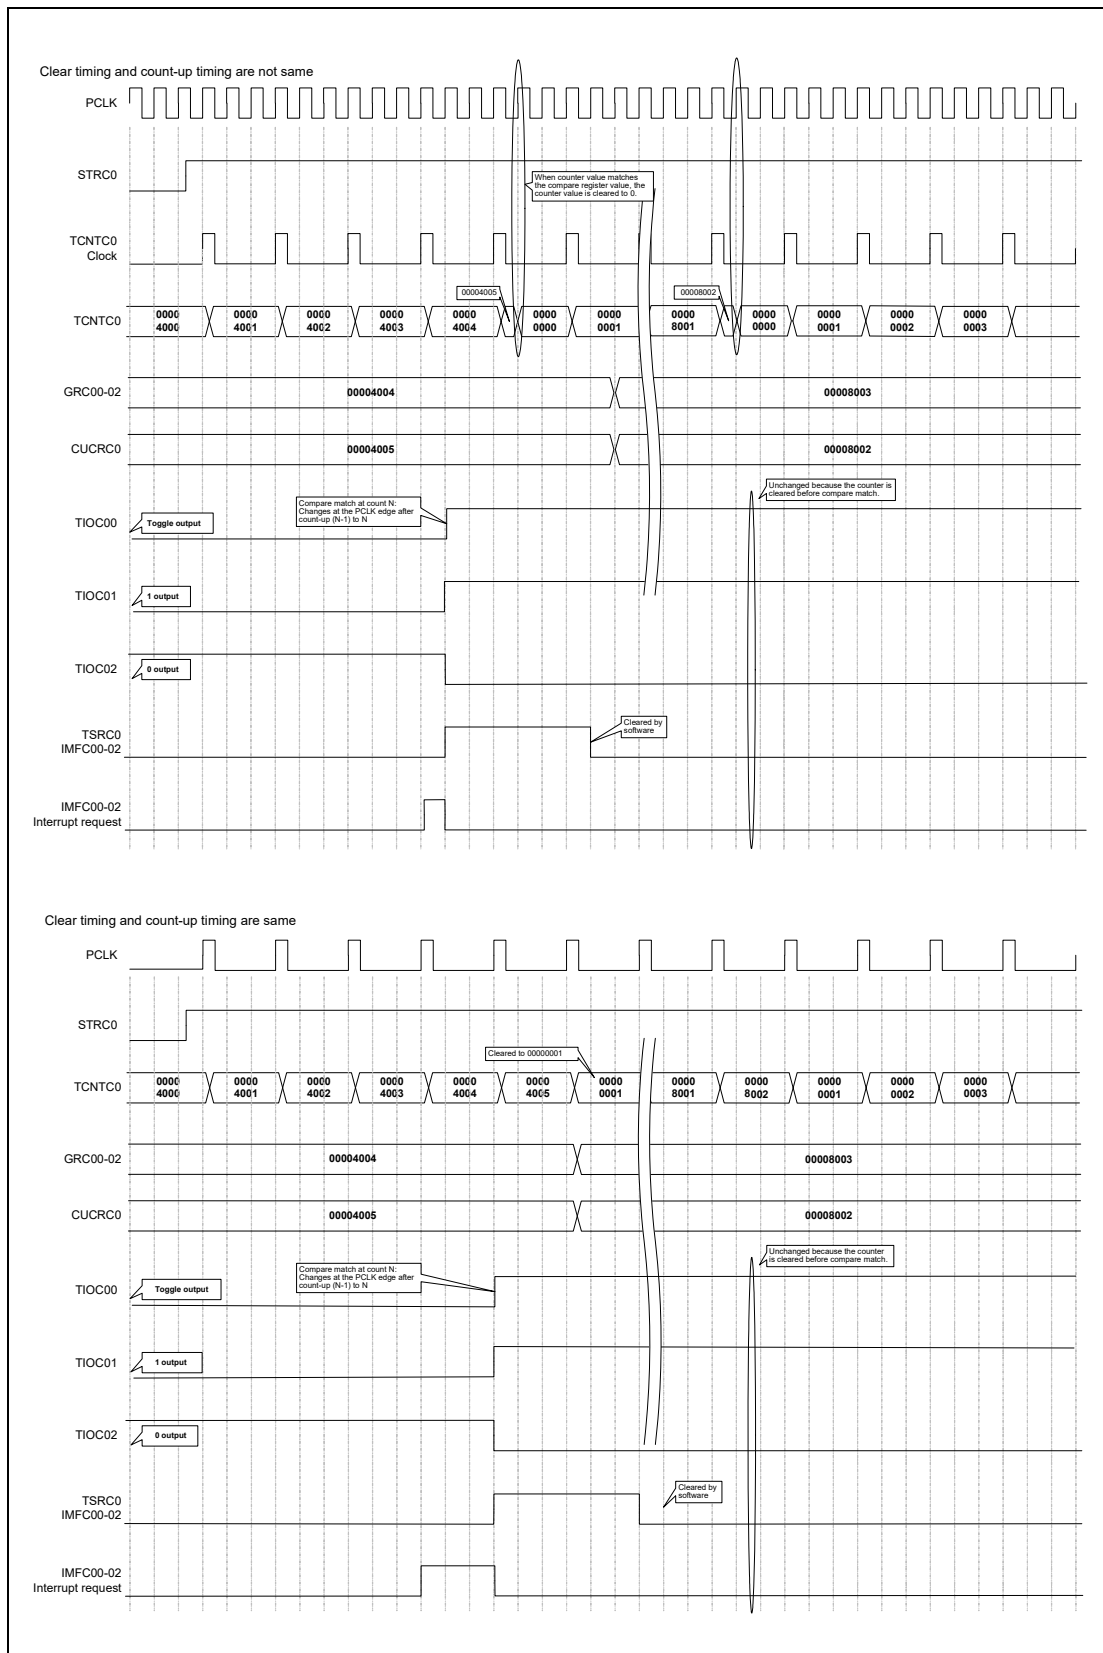 Clear timing and count-up timing are not same
PCLK
STRC0
When counter value matches
the compare register value, the
counter value is cleared to 0.
TCNTC0
Clock
00004005
00008002
TCNTC0
0000 0000 0000 0000 0000 0000 0000 0000 0000 0000 0000 0000
4000 4001 4002 4003 4004 0000 0001 8001 0000 0001 0002 0003
GRC00-02
00004004
00008003
CUCRC0
00004005
00008002
Unchanged because the counter is
cleared before compare match.
Compare match at count N:
Changes at the PCLK edge after
count-up (N-1) to N
TIOC00
Toggle output
TIOC01
1 output
TIOC02
0 output
TSRC0
IMFC00-02
Cleared by
software
IMFC00-02
Interrupt request
Clear timing and count-up timing are same
PCLK
STRC0
Cleared to 00000001
TCNTC0
0000 0000 0000 0000 0000 0000 0000 0000 0000 0000 0000 0000
4000 4001 4002 4003 4004 4005 0001 8001 8002 0001 0002 0003
GRC00-02
00004004
00008003
CUCRC0
00004005
00008002
Unchanged because the counter
is cleared before compare match.
Compare match at count N:
Changes at the PCLK edge after
count-up (N-1) to N
TIOC00
Toggle output
TIOC01
1 output
TIOC02
0 output
TSRC0
IMFC00-02
Cleared by
software
IMFC00-02
Interrupt request